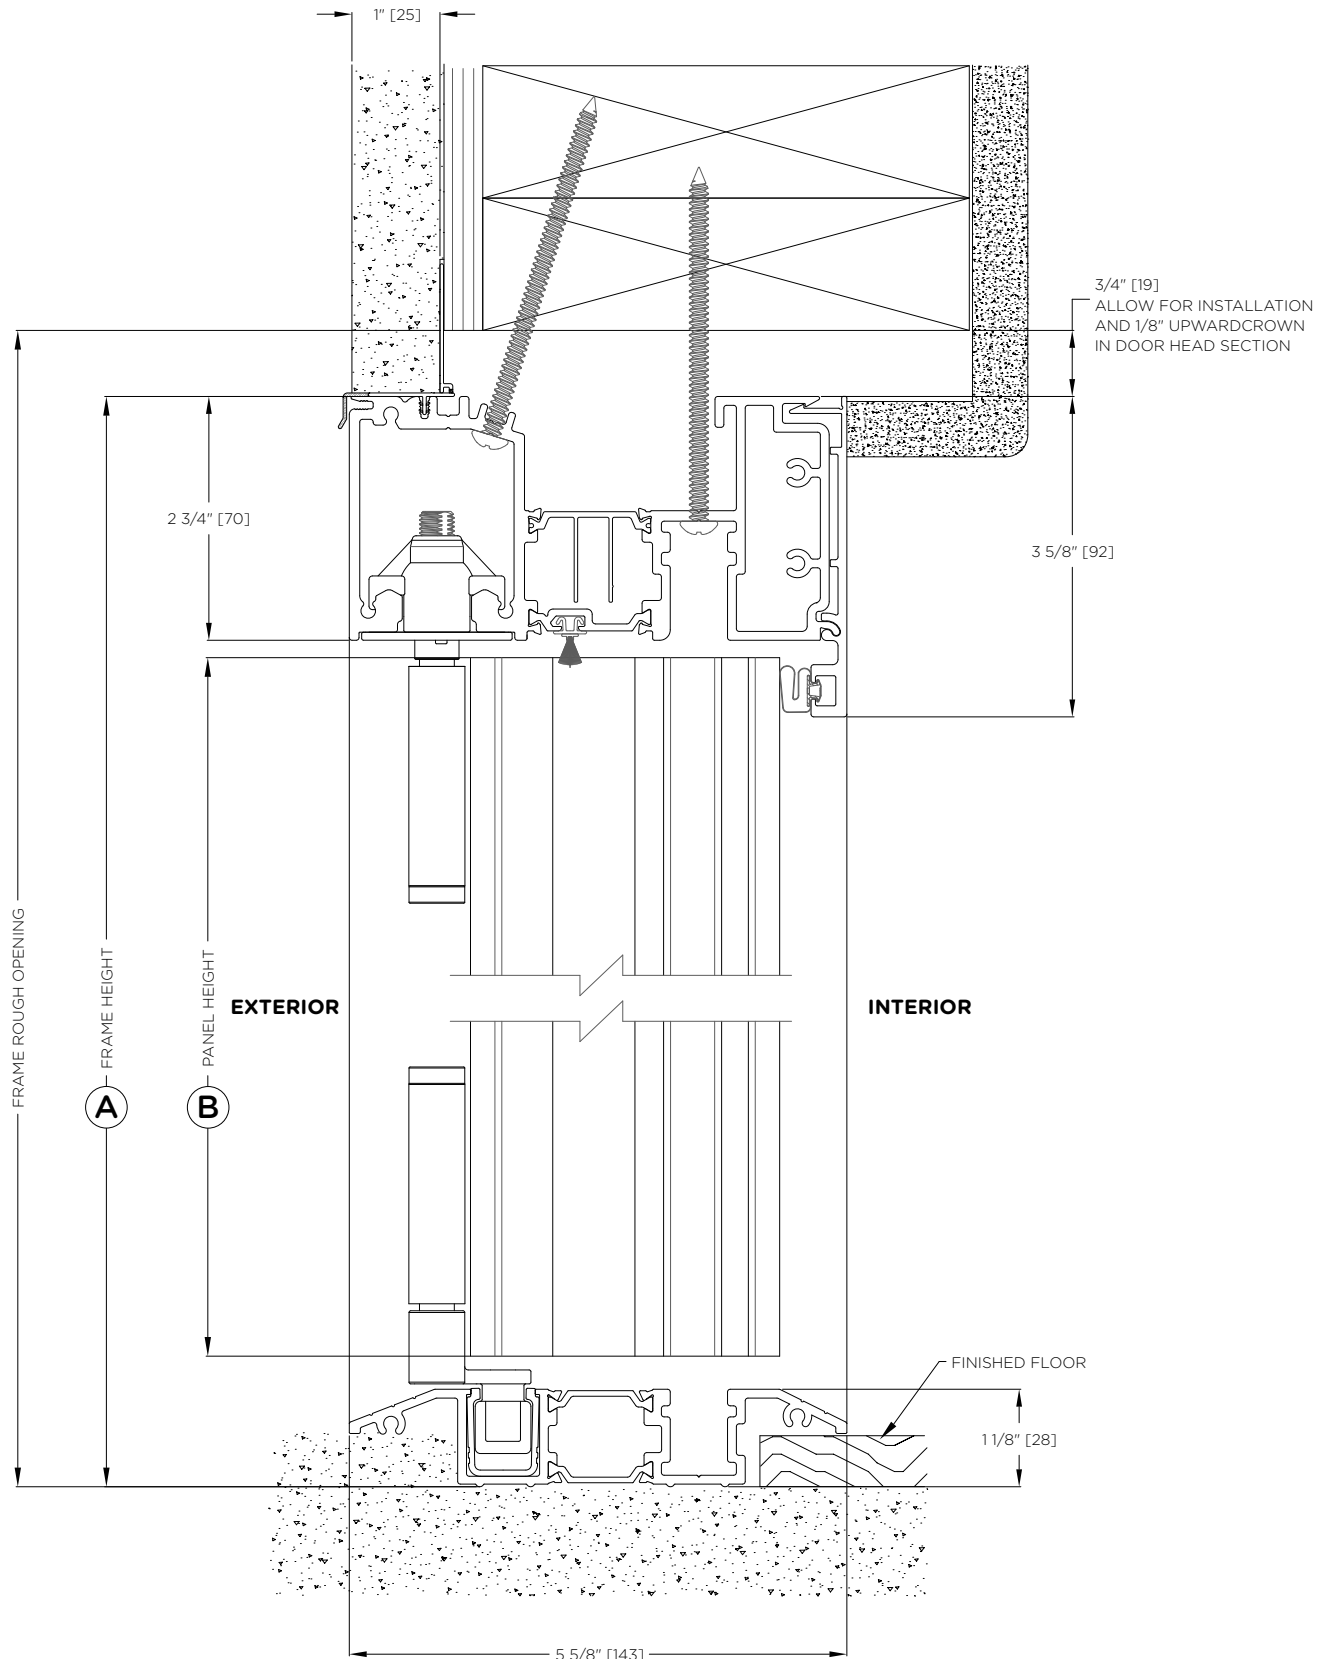 1" [25]
3/4" [19]
ALLOW FOR INSTALLATION
AND 1/8" UPWARDCROWN
IN DOOR HEAD SECTION
2 3/4" [70]
3 5/8" [92]
FRAME ROUGH OPENING
FRAME HEIGHT
PANEL HEIGHT
EXTERIOR
INTERIOR
A
B
FINISHED FLOOR
1 1/8" [28]
5 5/8" [143]